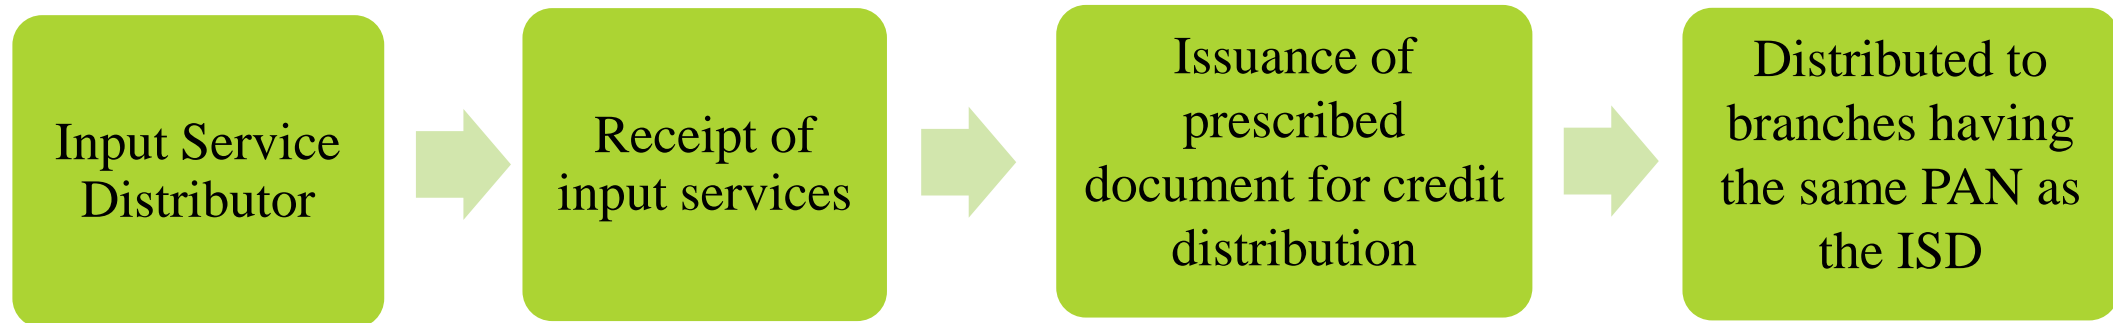 Input Service
Distributor
Receipt of
input services
Issuance of
prescribed
document for credit
distribution
Distributed to
branches having
the same PAN as
the ISD